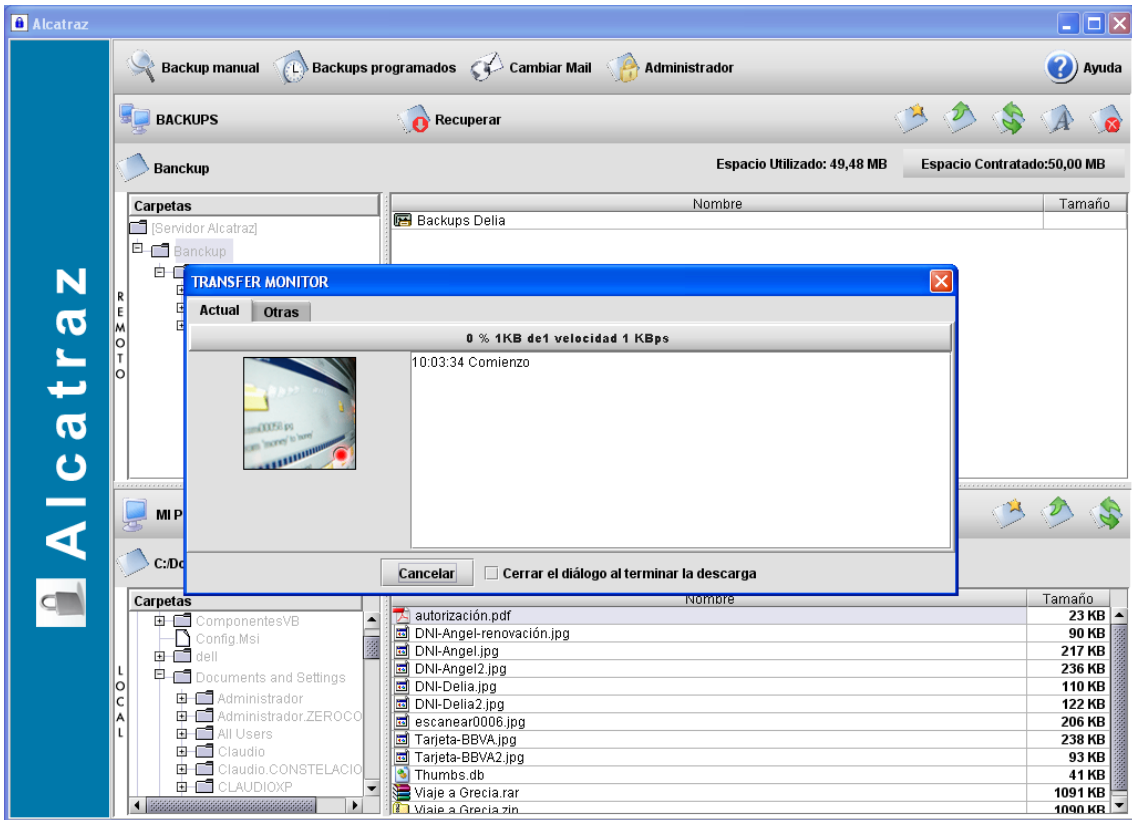 Alcatraz
Backup manual
Backups programados
Cambiar Mail
Administrador
Ayuda
BACKUPS
Recuperar
Banckup
Espacio Utilizado: 49,48 MB
Espacio Contratado:50,00 MB
Alcatraz
REMOTO
Carpetas
[Servidor Alcatraz]
Banckup
Nombre
Tamaño
Backups Delia
TRANSFER MONITOR
Actual
Otras
0 % 1KB de1 velocidad 1 KBps
10:03:34 Comienzo
Cancelar
Cerrar el diálogo al terminar la descarga
MI P
C:/Do
LOCAL
Carpetas
ComponentesVB
Config.Msi
dell
Documents and Settings
Administrador
Administrador.ZEROCO
All Users
Claudio
Claudio.CONSTELACIO
CLAUDIOXP
Nombre
Tamaño
autorización.pdf 23 KB
DNI-Angel-renovación.jpg 90 KB
DNI-Angel.jpg 217 KB
DNI-Angel2.jpg 236 KB
DNI-Delia.jpg 110 KB
DNI-Delia2.jpg 122 KB
escanear0006.jpg 206 KB
Tarjeta-BBVA.jpg 238 KB
Tarjeta-BBVA2.jpg 93 KB
Thumbs.db 41 KB
Viaje a Grecia.rar 1091 KB
Viaje a Grecia.zip 1090 KB